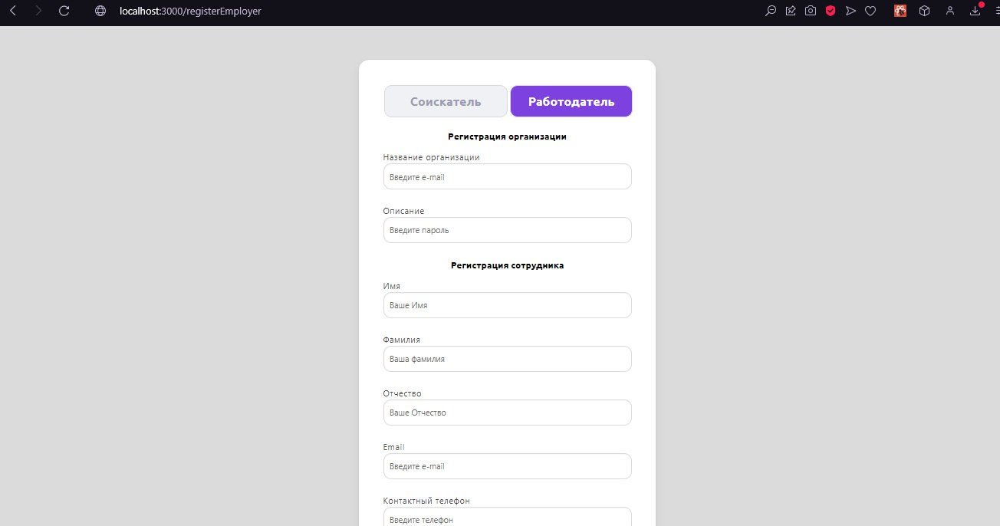 localhost:3000/registerEmployer
Соискатель Работодатель
Регистрация организации
Название организации
Введите e-mail
Описание
Введите пароль
Регистрация сотрудника
Имя
Ваше Имя
Фамилия
Ваша фамилия
Отчество
Ваше Отчество
Email
Введите e-mail
Контактный телефон
Введите телефон